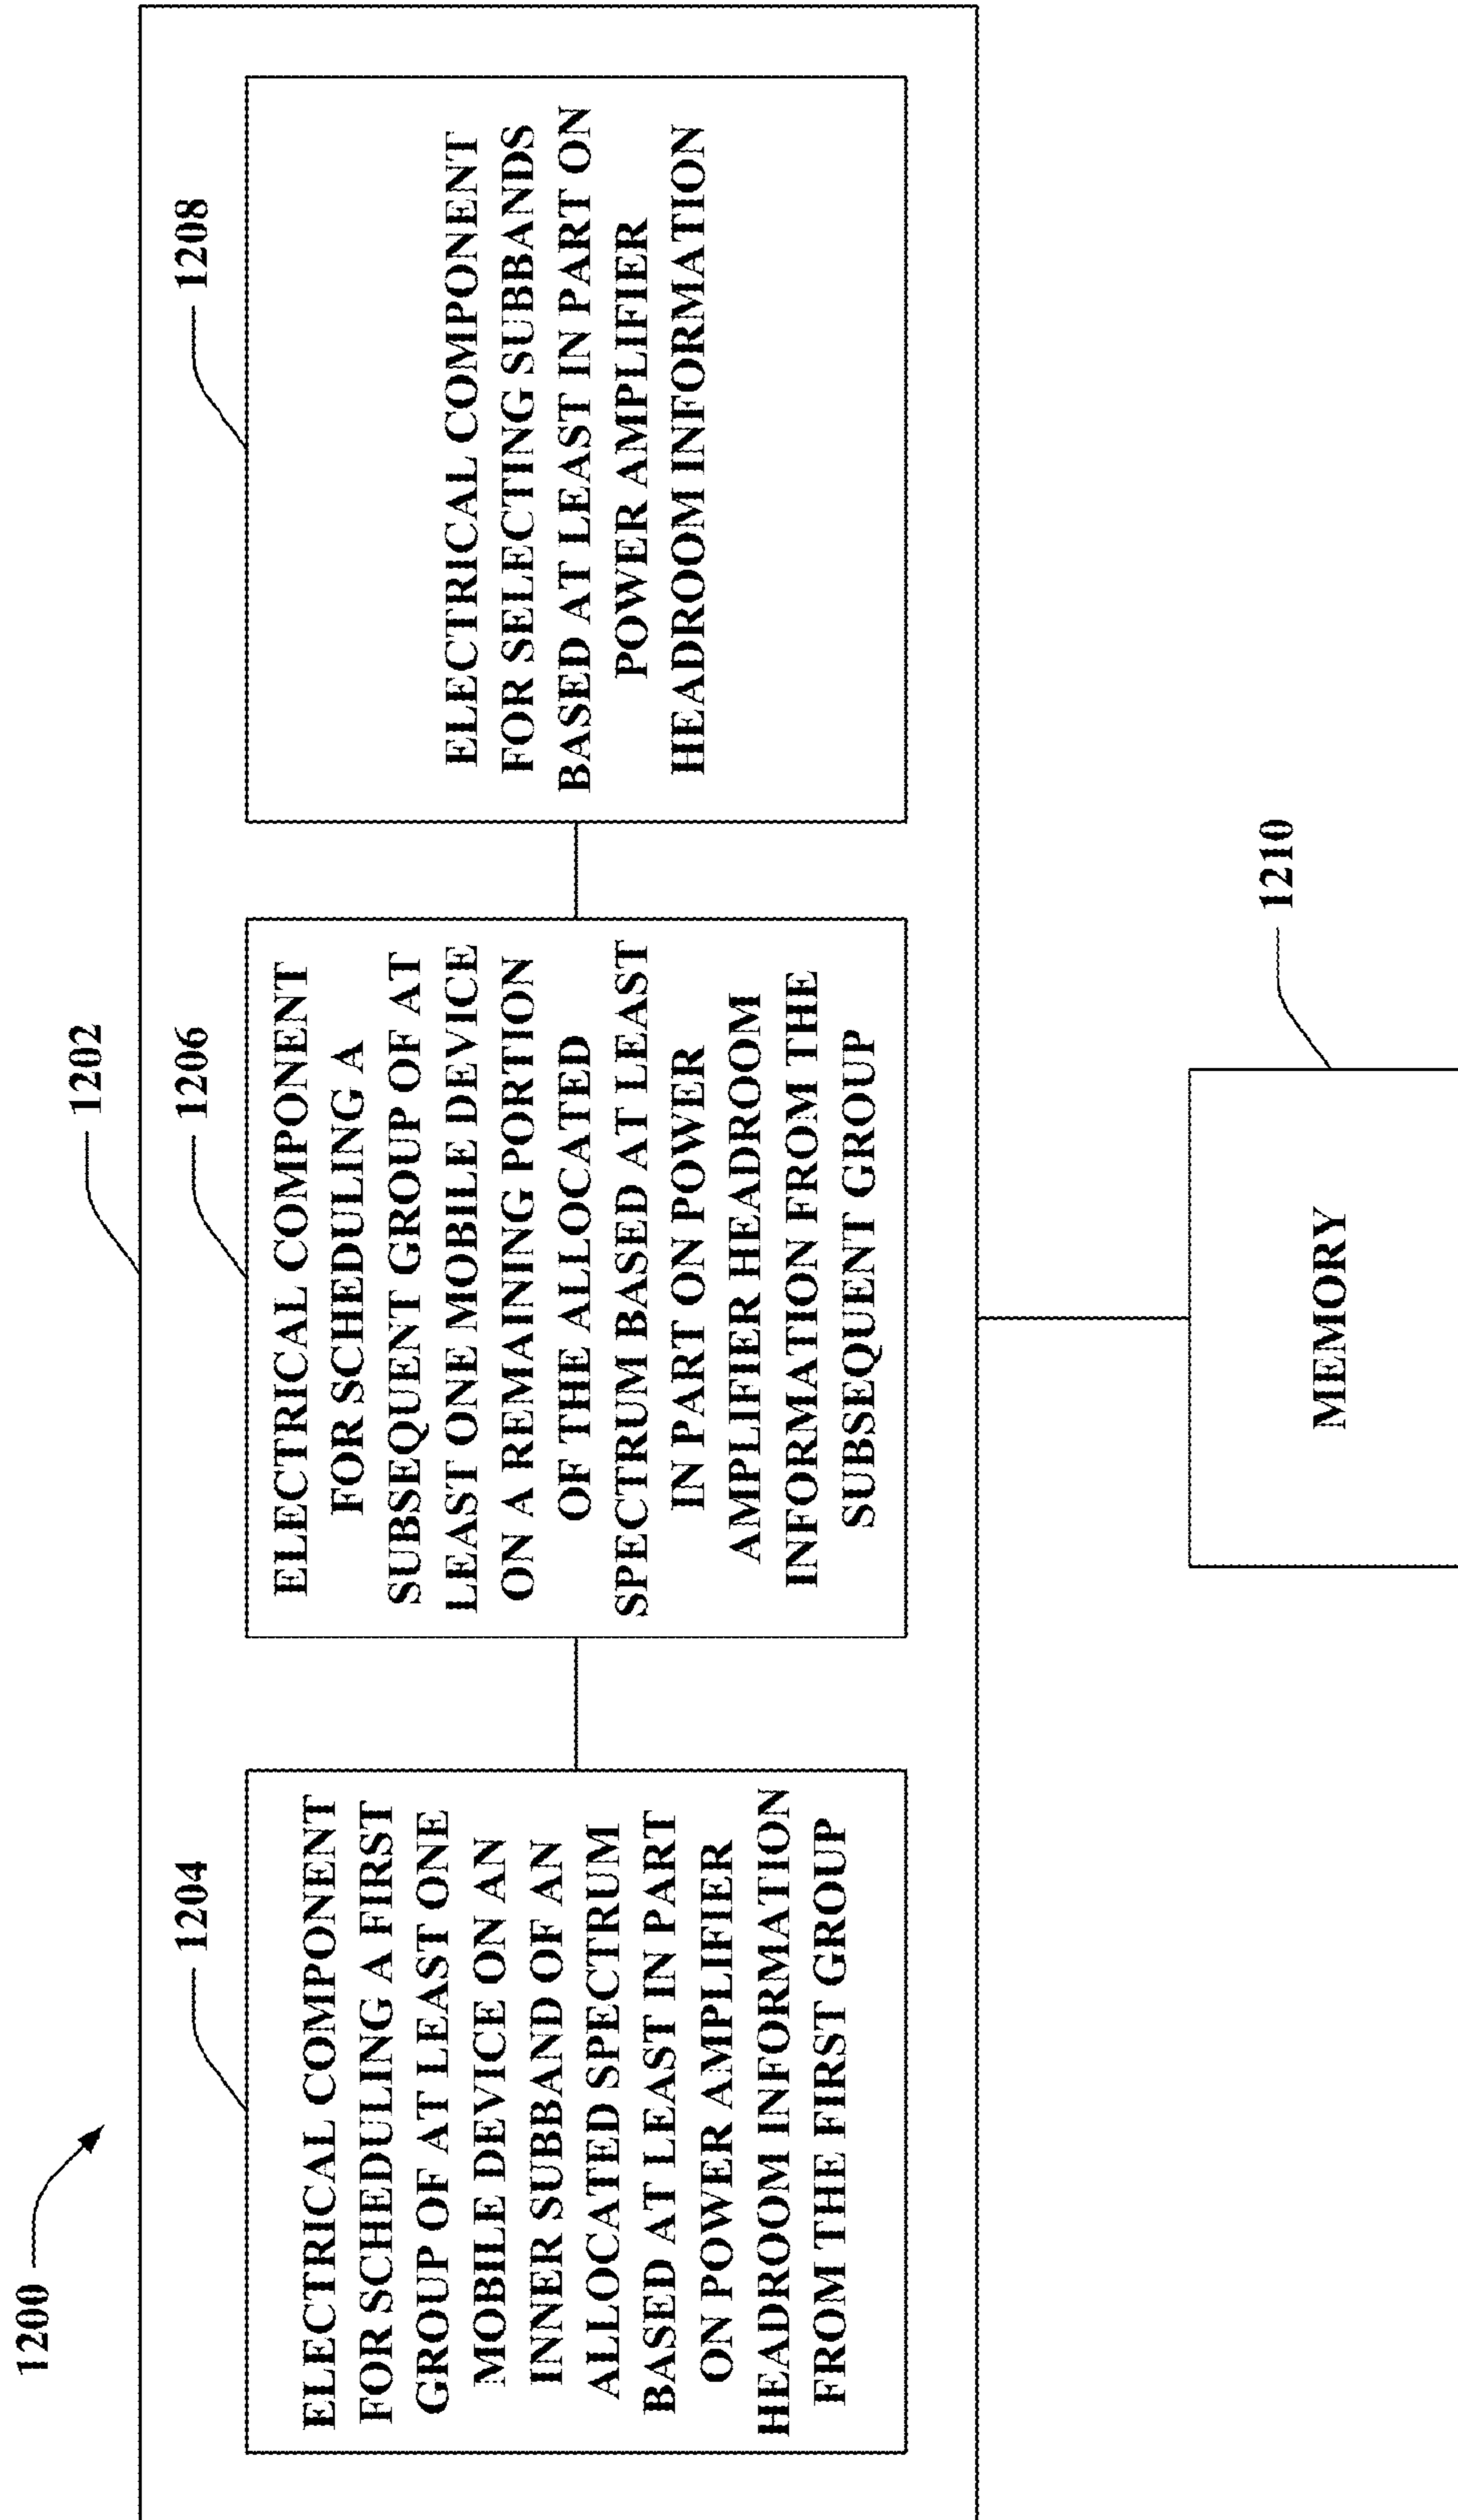 1200
1202
1204
ELECTRICAL COMPONENT
FOR SCHEDULING A FIRST
GROUP OF AT LEAST ONE
MOBILE DEVICE ON AN
INNER SUBBAND OF AN
ALLOCATED SPECTRUM
BASED AT LEAST IN PART
ON POWER AMPLIFIER
HEADROOM INFORMATION
FROM THE FIRST GROUP
1206
ELECTRICAL COMPONENT
FOR SCHEDULING A
SUBSEQUENT GROUP OF AT
LEAST ONE MOBILE DEVICE
ON A REMAINING PORTION
OF THE ALLOCATED
SPECTRUM BASED AT LEAST
IN PART ON POWER
AMPLIFIER HEADROOM
INFORMATION FROM THE
SUBSEQUENT GROUP
1208
ELECTRICAL COMPONENT
FOR SELECTING SUBBANDS
BASED AT LEAST IN PART ON
POWER AMPLIFIER
HEADROOM INFORMATION
1210
MEMORY